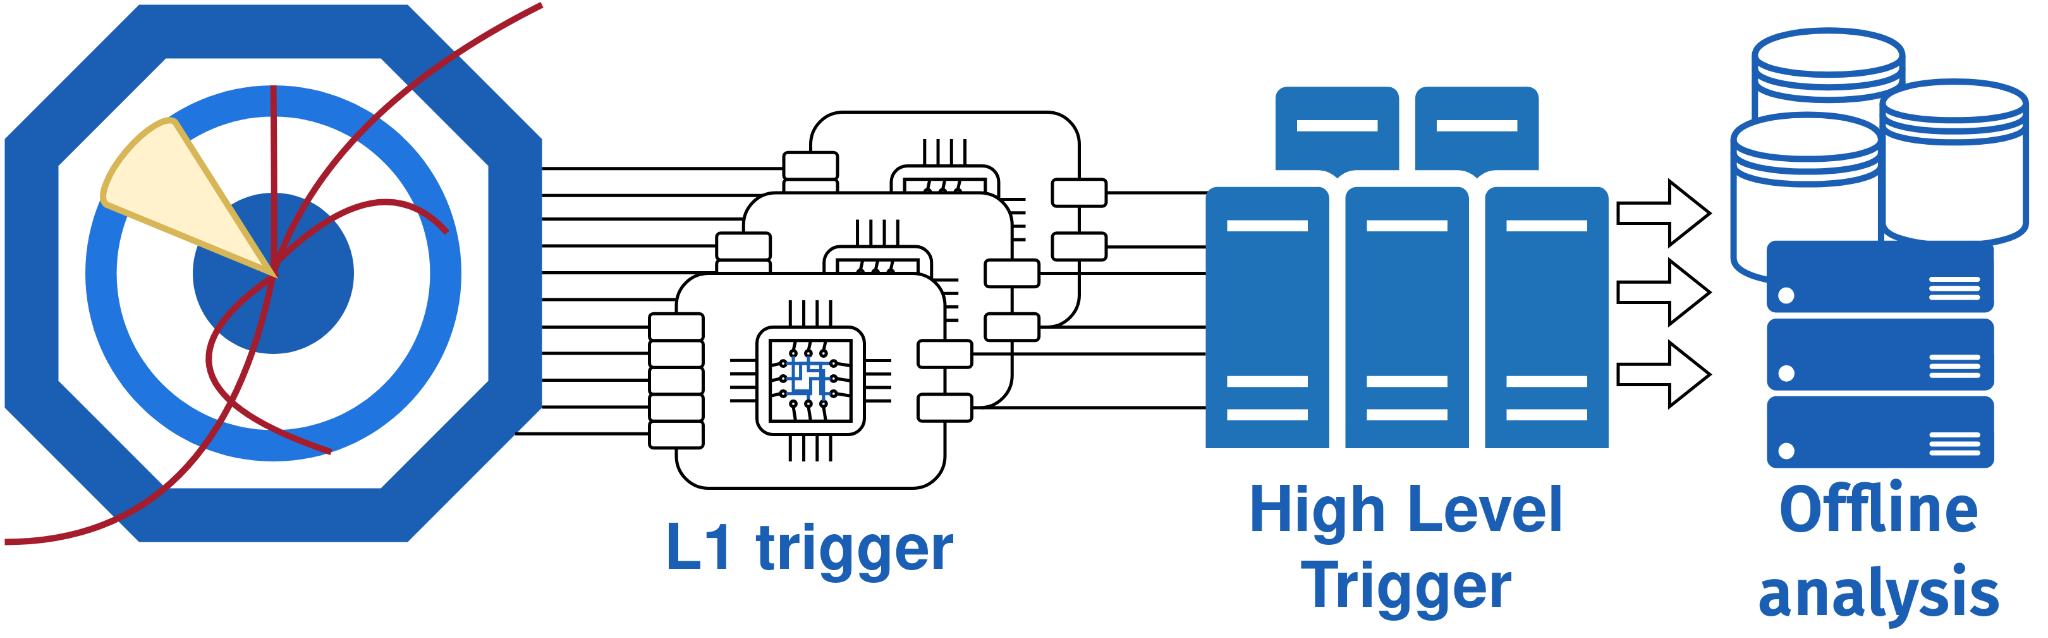 L1 trigger
High Level
Trigger
Offline
analysis